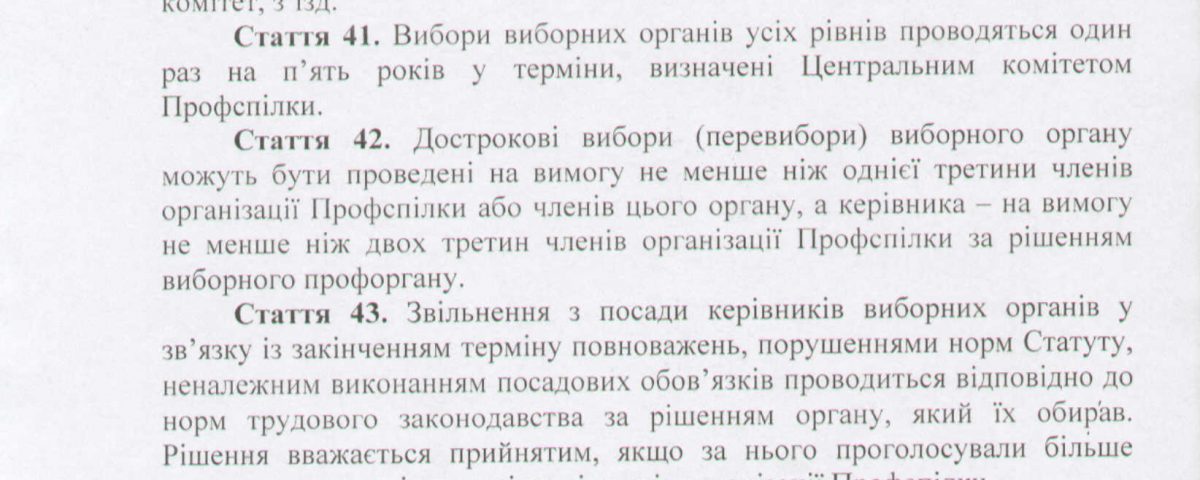 комітет, з’їзд.
Стаття 41. Вибори виборних органів усіх рівнів проводяться один
раз на п’ять років у терміни, визначені Центральним комітетом
Профспілки.
Стаття 42. Дострокові вибори (перевибори) виборного органу
можуть бути проведені на вимогу не менше ніж однієї третини членів
організації Профспілки або членів цього органу, а керівника – на вимогу
не менше ніж двох третин членів організації Профспілки за рішенням
виборного профоргану.
Стаття 43. Звільнення з посади керівників виборних органів у
зв’язку із закінченням терміну повноважень, порушеннями норм Статуту,
неналежним виконанням посадових обов’язків проводиться відповідно до
норм трудового законодавства за рішенням органу, який їх обирав.
Рішення вважається прийнятим, якщо за нього проголосували більше
Профспілки